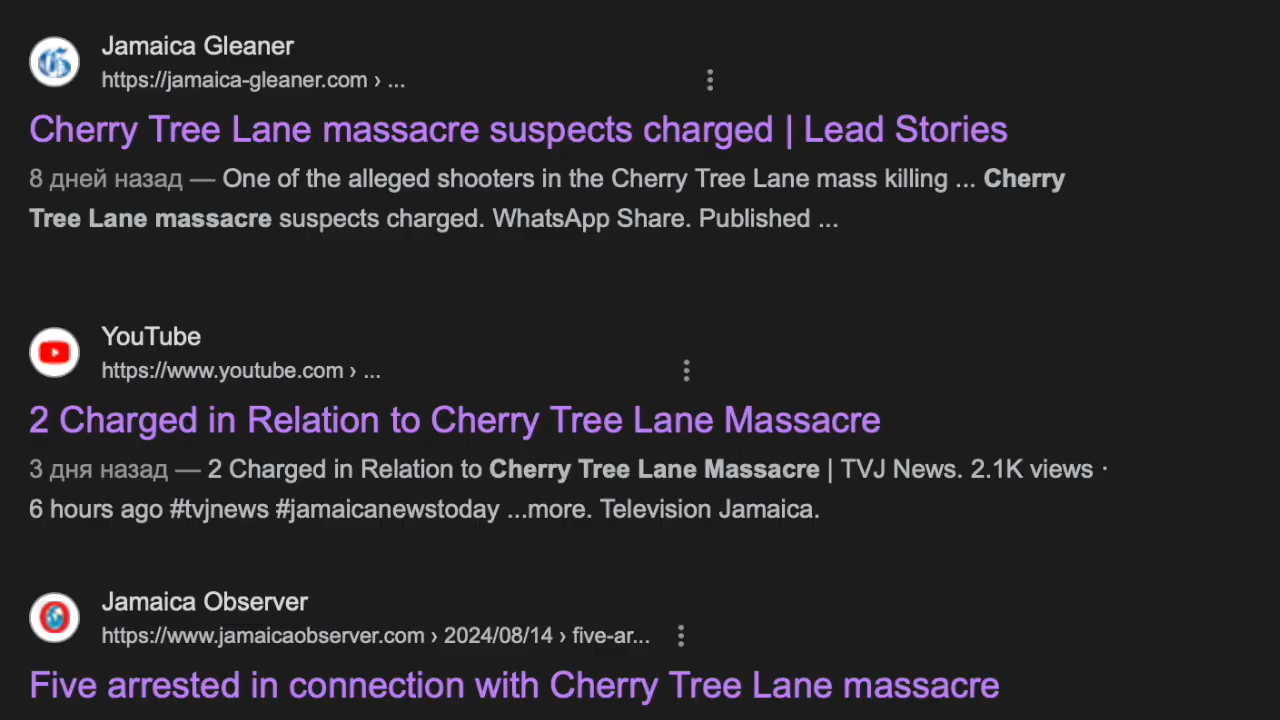 Jamaica Gleaner
https://jamaica-gleaner.com › ...
Cherry Tree Lane massacre suspects charged | Lead Stories
8 дней назад — One of the alleged shooters in the Cherry Tree Lane mass killing ... Cherry
Tree Lane massacre suspects charged. WhatsApp Share. Published ...
YouTube
https://www.youtube.com › ...
2 Charged in Relation to Cherry Tree Lane Massacre
3 дня назад — 2 Charged in Relation to Cherry Tree Lane Massacre | TVJ News. 2.1K views ·
6 hours ago #tvjnews #jamaicanewstoday ...more. Television Jamaica.
Jamaica Observer
https://www.jamaicaobserver.com › 2024/08/14 › five-ar...
Five arrested in connection with Cherry Tree Lane massacre